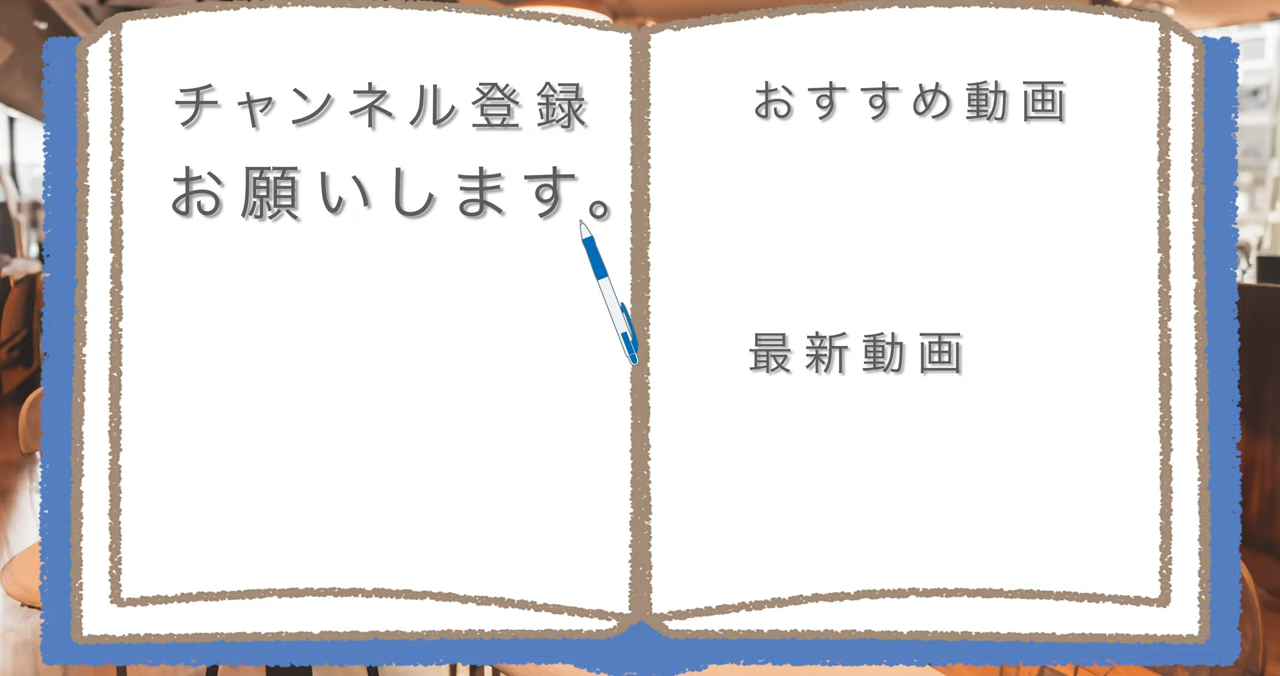 チャンネル登録
お願いします。
おすすめ動画
最新動画